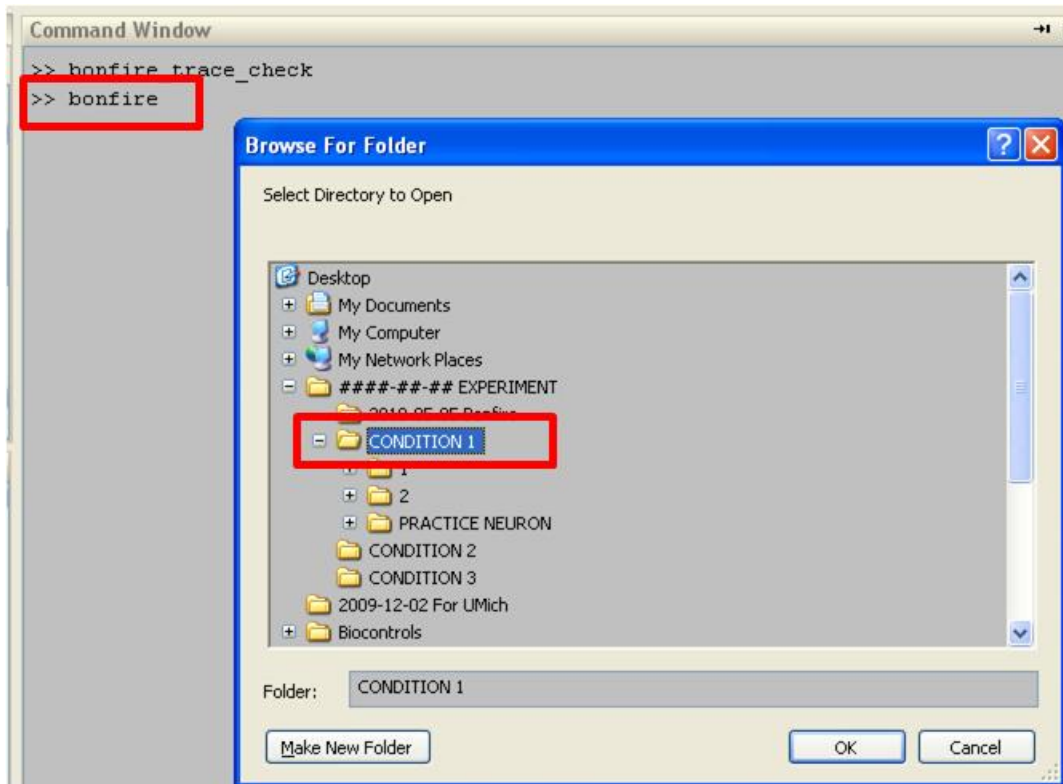 Command Window
>> bonfire_trace_check
>> bonfire
Browse For Folder
Select Directory to Open
Desktop
My Documents
My Computer
My Network Places
####-##-## EXPERIMENT
Bonfire
CONDITION 1
1
2
PRACTICE NEURON
CONDITION 2
CONDITION 3
2009-12-02 For UMich
Biocontrols
Folder: CONDITION 1
Make New Folder OK Cancel